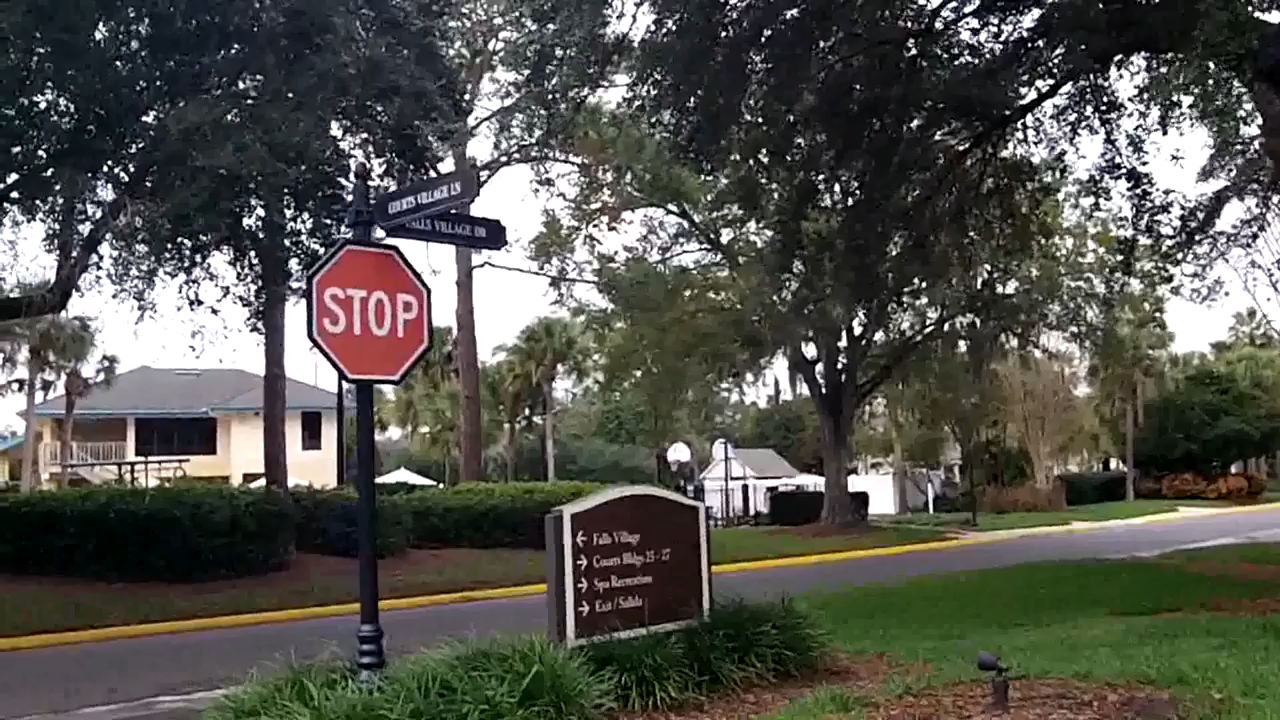 COURTS VILLAGE LN
FALLS VILLAGE DR
STOP
← Falls Village
→ Courts Bldgs 25 - 27
→ Spa Recreation
→ Exit / Salida